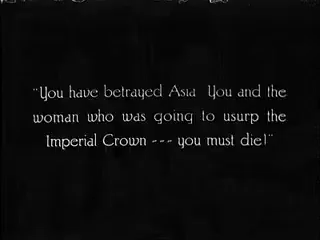 "You have betrayed Asia You and the
woman who was going to usurp the
Imperial Crown --- you must die!"